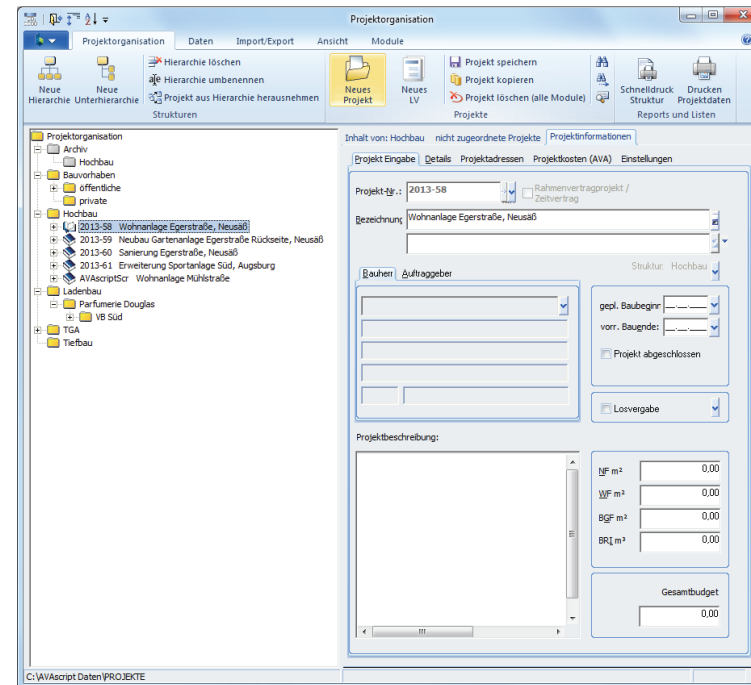 Projektorganisation
Projektorganisation Daten Import/Export Ansicht Module
Neue Hierarchie
Neue Unterhierarchie
Hierarchie löschen
Hierarchie umbenennen
Projekt aus Hierarchie herausnehmen
Strukturen
Neues Projekt
Neues LV
Projekt speichern
Projekt kopieren
Projekt löschen (alle Module)
Projekte
Schnelldruck Struktur
Drucken Projektdaten
Reports und Listen
Projektorganisation
Archiv
Hochbau
Bauvorhaben
öffentliche
private
Hochbau
2013-58 Wohnanlage Egerstraße, Neusäß
2013-59 Neubau Gartenanlage Egerstraße Rückseite, Neusäß
2013-60 Sanierung Egerstraße, Neusäß
2013-61 Erweiterung Sportanlage Süd, Augsburg
AVAscriptScr Wohnanlage Mühlstraße
Ladenbau
Parfumerie Douglas
VB Süd
TGA
Tiefbau
Inhalt von: Hochbau nicht zugeordnete Projekte Projektinformationen
Projekt Eingabe Details Projektadressen Projektkosten (AVA) Einstellungen
Projekt-Nr.: 2013-58 Rahmenvertragprojekt /
Zeitvertrag
Bezeichnung Wohnanlage Egerstraße, Neusäß
Struktur: Hochbau
Bauherr Auftraggeber
gepl. Baubeginn __.__.____
vorr. Bauende: __.__.____
Projekt abgeschlossen
Losvergabe
Projektbeschreibung:
NF m² 0,00
WF m² 0,00
BGF m² 0,00
BRI m³ 0,00
Gesamtbudget
0,00
C:\AVAscript Daten\PROJEKTE